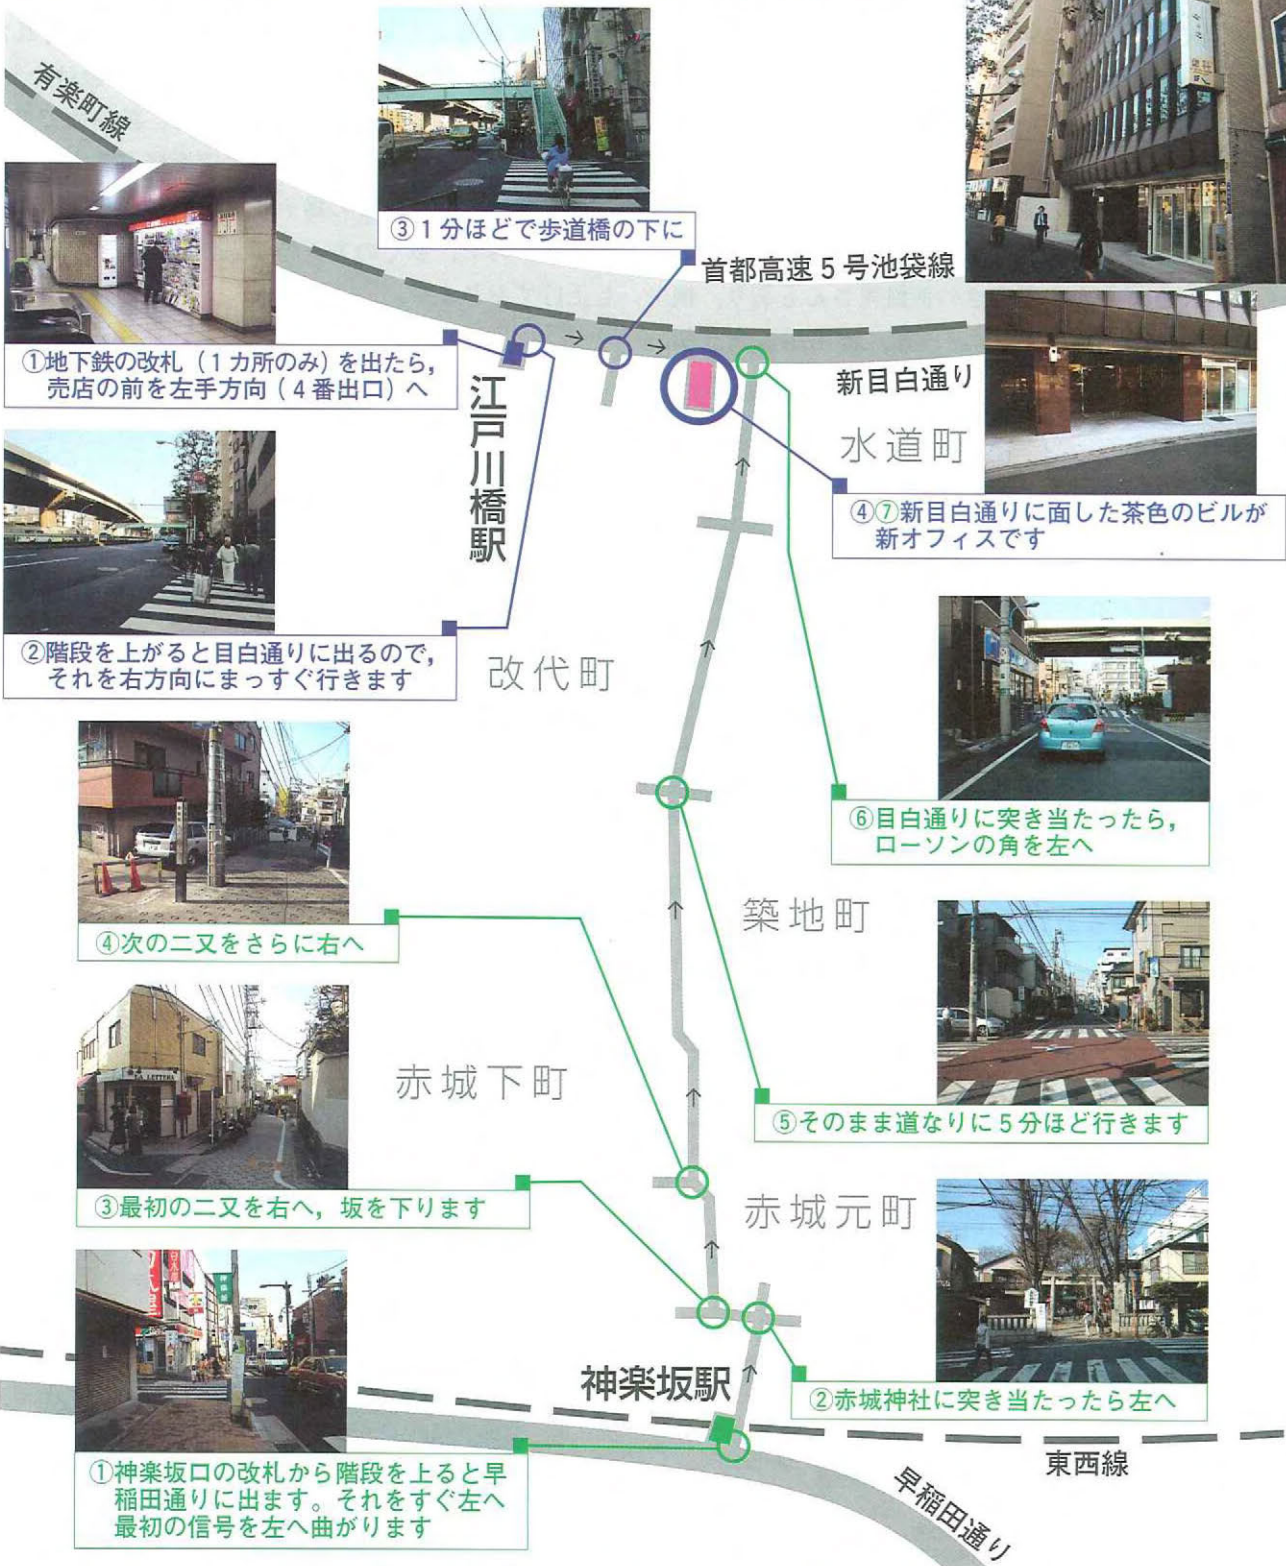 有楽町線
③1分ほどで歩道橋の下に
首都高速5号池袋線
①地下鉄の改札（1カ所のみ）を出たら，
売店の前を左手方向（4番出口）へ
江戸川橋駅
新目白通り
水道町
④⑦新目白通りに面した茶色のビルが
新オフィスです
②階段を上がると目白通りに出るので，
それを右方向にまっすぐ行きます
改代町
⑥目白通りに突き当たったら，
ローソンの角を左へ
④次の二又をさらに右へ
築地町
⑤そのまま道なりに5分ほど行きます
赤城下町
③最初の二又を右へ，坂を下ります
赤城元町
神楽坂駅
②赤城神社に突き当たったら左へ
東西線
①神楽坂口の改札から階段を上ると早
稲田通りに出ます。それをすぐ左へ
最初の信号を左へ曲がります
早稲田通り